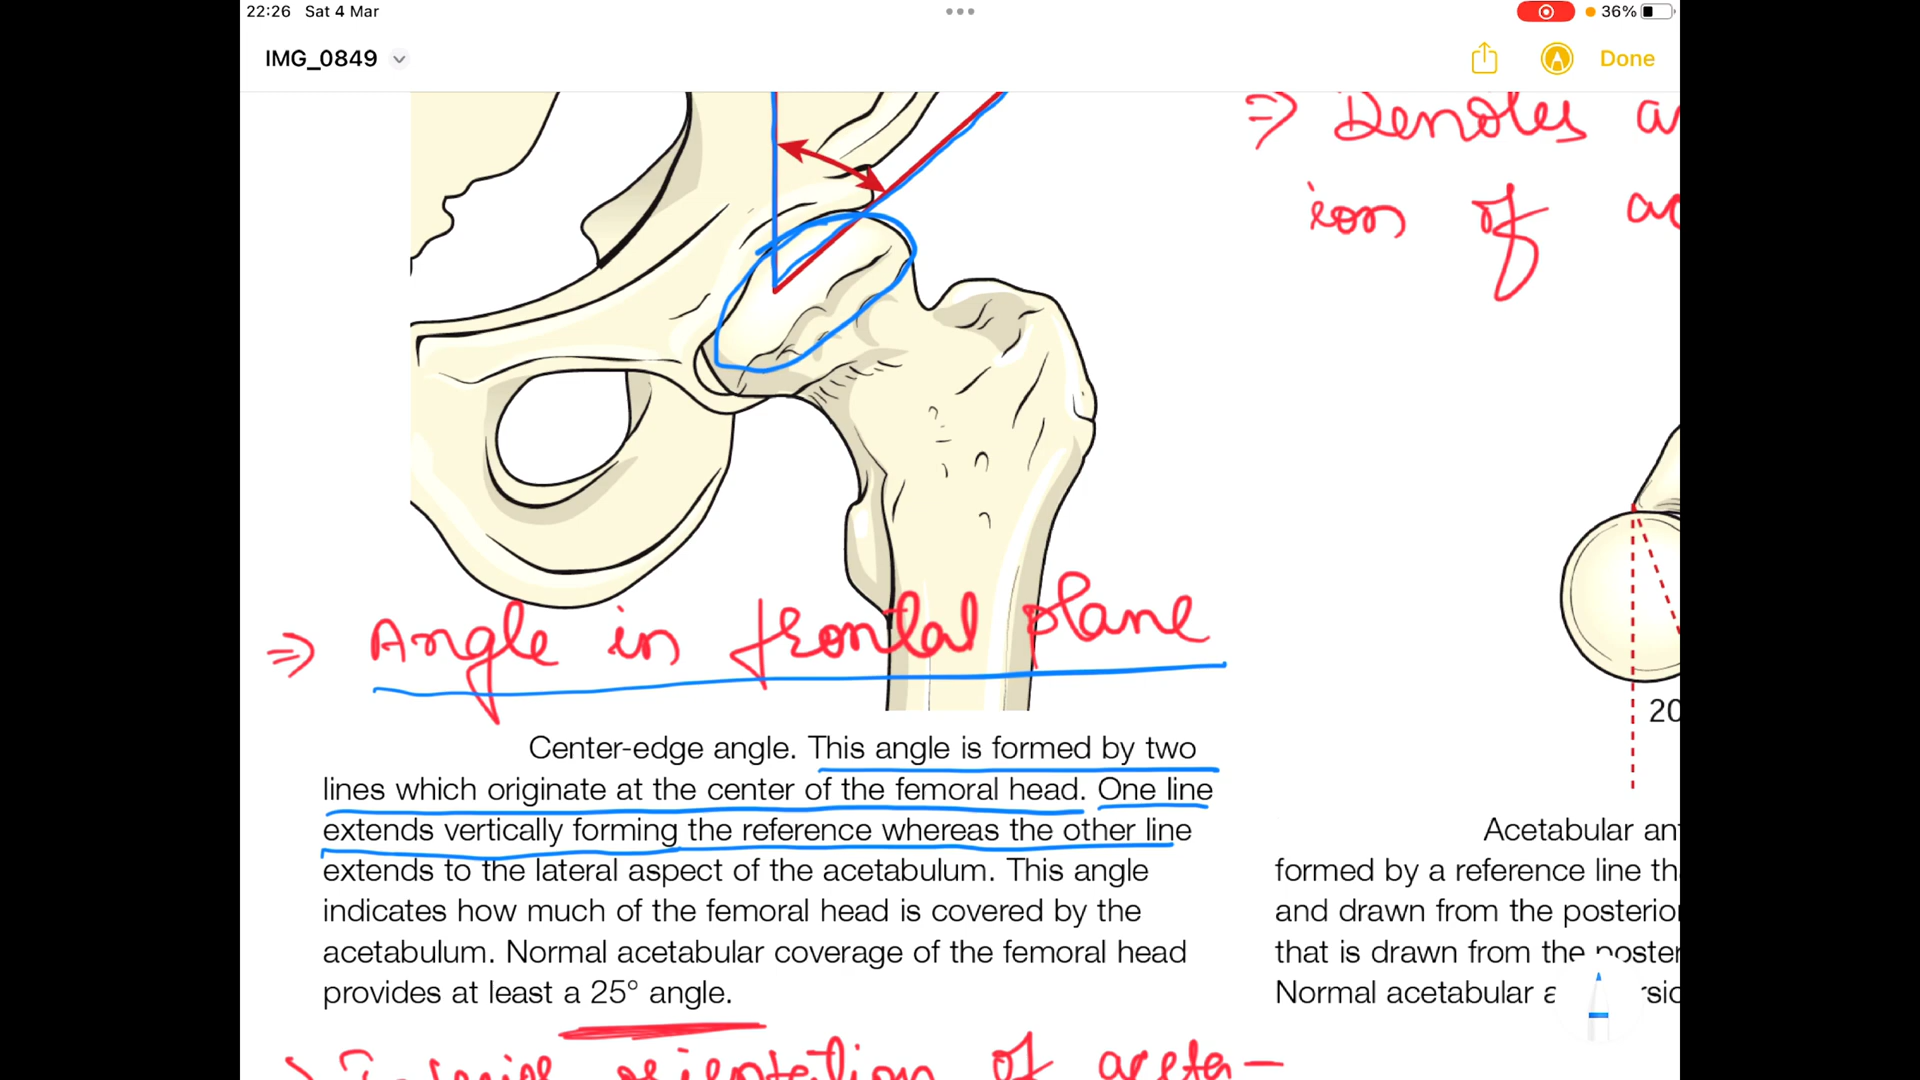 22:26 Sat 4 Mar
36%
IMG_0849
Done
⇒ Denotes
ion of
⇒ Angle in frontal plane
Center-edge angle. This angle is formed by two
lines which originate at the center of the femoral head. One line
extends vertically forming the reference whereas the other line
extends to the lateral aspect of the acetabulum. This angle
indicates how much of the femoral head is covered by the
acetabulum. Normal acetabular coverage of the femoral head
provides at least a 25° angle.
orientation of aceta-
20
Acetabular an
formed by a reference line th
and drawn from the posterio
that is drawn from the poster
Normal acetabular a